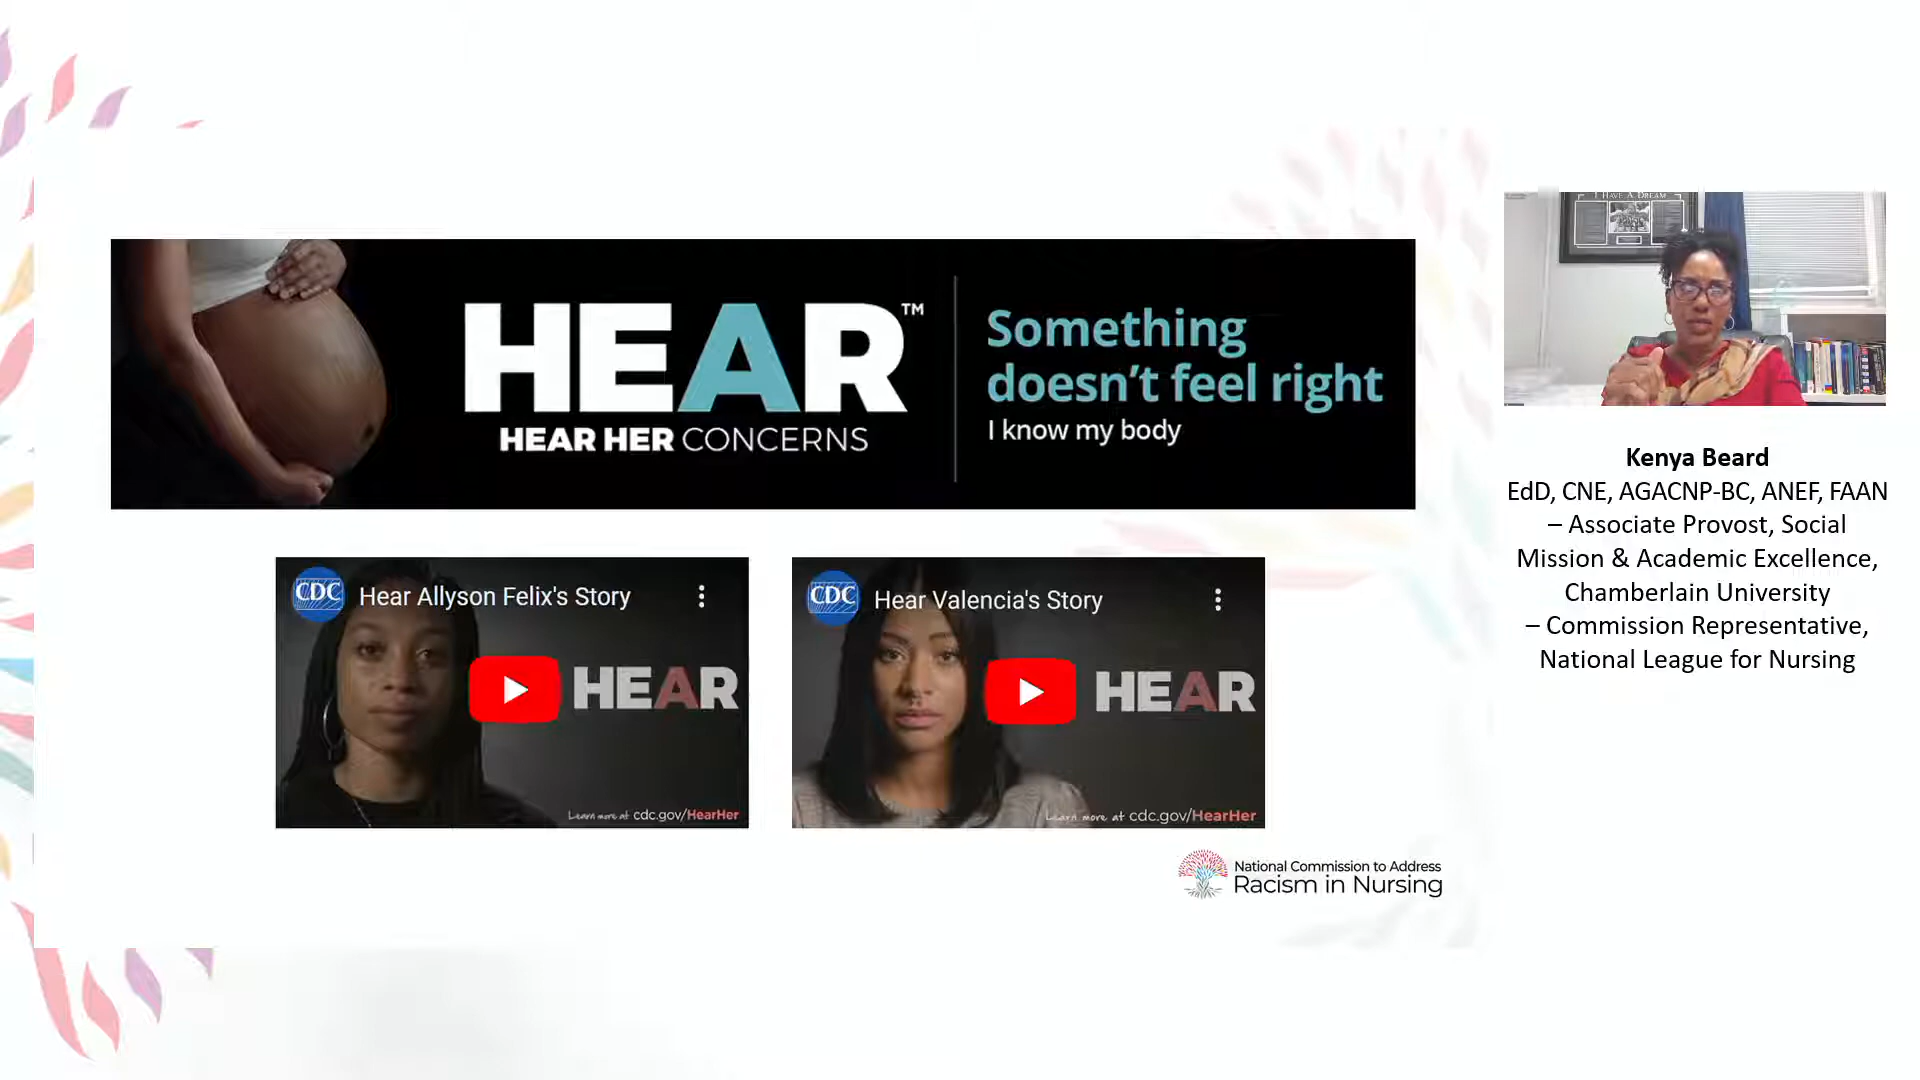 HEAR™
HEAR HER CONCERNS
Something
doesn't feel right
I know my body
CDC
Hear Allyson Felix's Story
HEAR
Learn more at cdc.gov/HearHer
CDC
Hear Valencia's Story
HEAR
Learn more at cdc.gov/HearHer
National Commission to Address
Racism in Nursing
I HAVE A DREAM
Kenya Beard
EdD, CNE, AGACNP-BC, ANEF, FAAN
– Associate Provost, Social
Mission & Academic Excellence,
Chamberlain University
– Commission Representative,
National League for Nursing